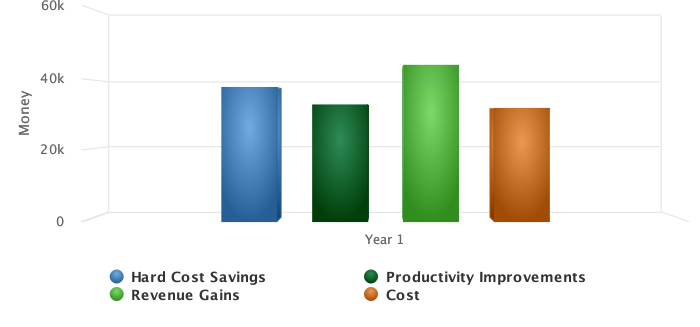 60k
40k
20k
0
Money
Year 1
Hard Cost Savings
Productivity Improvements
Revenue Gains
Cost